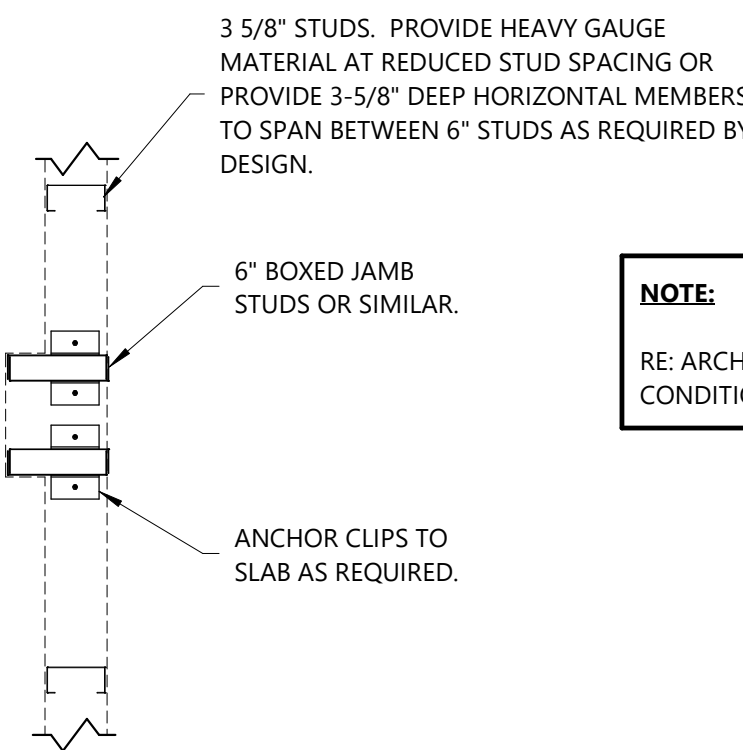 3 5/8" STUDS. PROVIDE HEAVY GAUGE
MATERIAL AT REDUCED STUD SPACING OR
PROVIDE 3-5/8" DEEP HORIZONTAL MEMBERS
TO SPAN BETWEEN 6" STUDS AS REQUIRED BY
DESIGN.
6" BOXED JAMB
STUDS OR SIMILAR.
NOTE:
RE: ARCH
CONDITIO
ANCHOR CLIPS TO
SLAB AS REQUIRED.